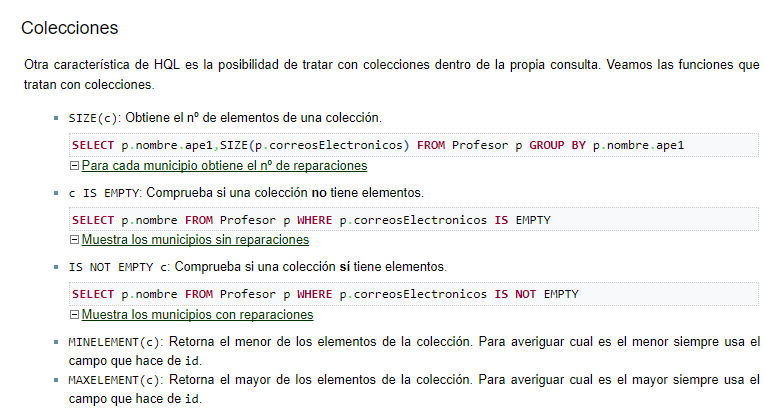 Colecciones
Otra característica de HQL es la posibilidad de tratar con colecciones dentro de la propia consulta. Veamos las funciones que
tratan con colecciones.
SIZE(c): Obtiene el nº de elementos de una colección.
SELECT p.nombre.ape1,SIZE(p.correosElectronicos) FROM Profesor p GROUP BY p.nombre.ape1
Para cada municipio obtiene el nº de reparaciones
c IS EMPTY: Comprueba si una colección no tiene elementos.
SELECT p.nombre FROM Profesor p WHERE p.correosElectronicos IS EMPTY
Muestra los municipios sin reparaciones
IS NOT EMPTY c: Comprueba si una colección sí tiene elementos.
SELECT p.nombre FROM Profesor p WHERE p.correosElectronicos IS NOT EMPTY
Muestra los municipios con reparaciones
MINELEMENT(c): Retorna el menor de los elementos de la colección. Para averiguar cual es el menor siempre usa el
campo que hace de id.
MAXELEMENT(c): Retorna el mayor de los elementos de la colección. Para averiguar cual es el mayor siempre usa el
campo que hace de id.